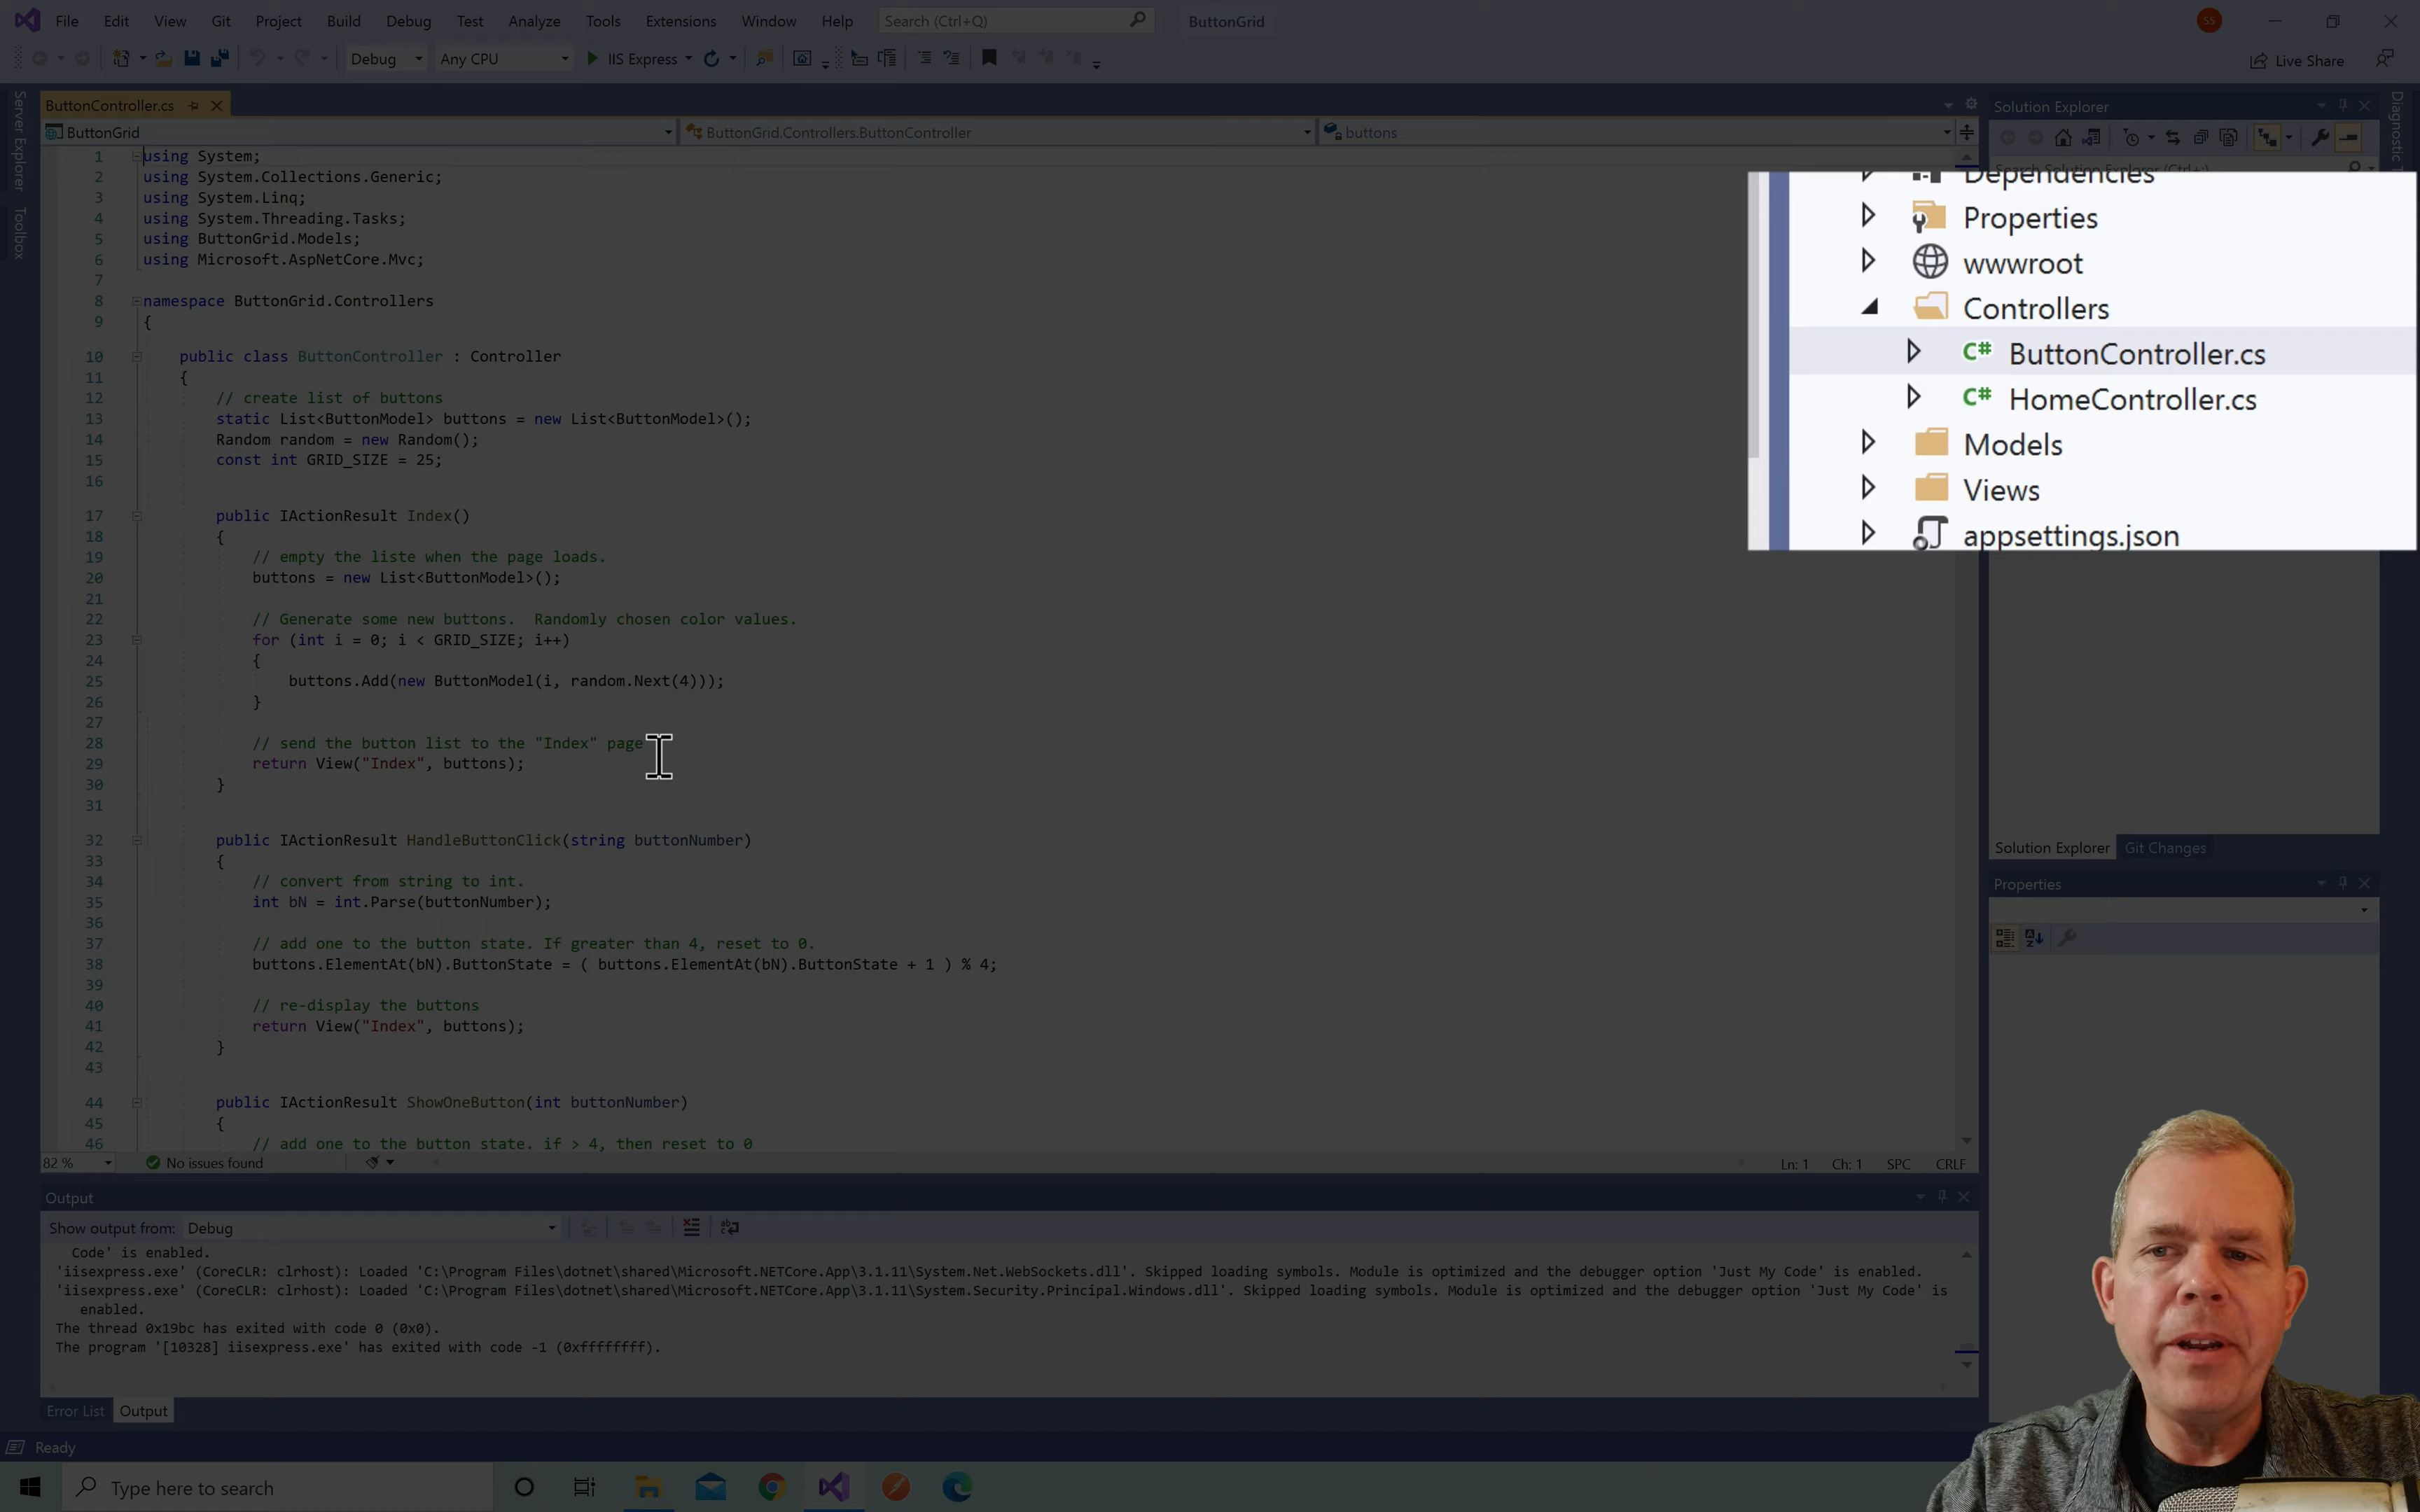 File Edit View Git Project Build Debug Test Analyze Tools Extensions Window Help Search (Ctrl+Q) ButtonGrid SS
Debug Any CPU IIS Express Live Share
Server Explorer
Toolbox
ButtonController.cs
ButtonGrid ButtonGrid.Controllers.ButtonController buttons
1 using System;
2 using System.Collections.Generic;
3 using System.Linq;
4 using System.Threading.Tasks;
5 using ButtonGrid.Models;
6 using Microsoft.AspNetCore.Mvc;
7
8 namespace ButtonGrid.Controllers
9 {
10 public class ButtonController : Controller
11 {
12 // create list of buttons
13 static List<ButtonModel> buttons = new List<ButtonModel>();
14 Random random = new Random();
15 const int GRID_SIZE = 25;
16
17 public IActionResult Index()
18 {
19 // empty the liste when the page loads.
20 buttons = new List<ButtonModel>();
21
22 // Generate some new buttons.  Randomly chosen color values.
23 for (int i = 0; i < GRID_SIZE; i++)
24 {
25 buttons.Add(new ButtonModel(i, random.Next(4)));
26 }
27
28 // send the button list to the "Index" page
29 return View("Index", buttons);
30 }
31
32 public IActionResult HandleButtonClick(string buttonNumber)
33 {
34 // convert from string to int.
35 int bN = int.Parse(buttonNumber);
36
37 // add one to the button state. If greater than 4, reset to 0.
38 buttons.ElementAt(bN).ButtonState = ( buttons.ElementAt(bN).ButtonState + 1 ) % 4;
39
40 // re-display the buttons
41 return View("Index", buttons);
42 }
43
44 public IActionResult ShowOneButton(int buttonNumber)
45 {
46 // add one to the button state. if > 4, then reset to 0
82 % No issues found Ln: 1 Ch: 1 SPC CRLF
Output
Show output from: Debug
Code' is enabled.
'iisexpress.exe' (CoreCLR: clrhost): Loaded 'C:\Program Files\dotnet\shared\Microsoft.NETCore.App\3.1.11\System.Net.WebSockets.dll'. Skipped loading symbols. Module is optimized and the debugger option 'Just My Code' is enabled.
'iisexpress.exe' (CoreCLR: clrhost): Loaded 'C:\Program Files\dotnet\shared\Microsoft.NETCore.App\3.1.11\System.Security.Principal.Windows.dll'. Skipped loading symbols. Module is optimized and the debugger option 'Just My Code' is
enabled.
The thread 0x19bc has exited with code 0 (0x0).
The program '[10328] iisexpress.exe' has exited with code -1 (0xffffffff).
Error List Output
Ready
Type here to search
Solution Explorer
Search Solution Explorer (Ctrl+;)
Dependencies
Properties
wwwroot
Controllers
C# ButtonController.cs
C# HomeController.cs
Models
Views
appsettings.json
Solution Explorer Git Changes
Properties
Diagnostic